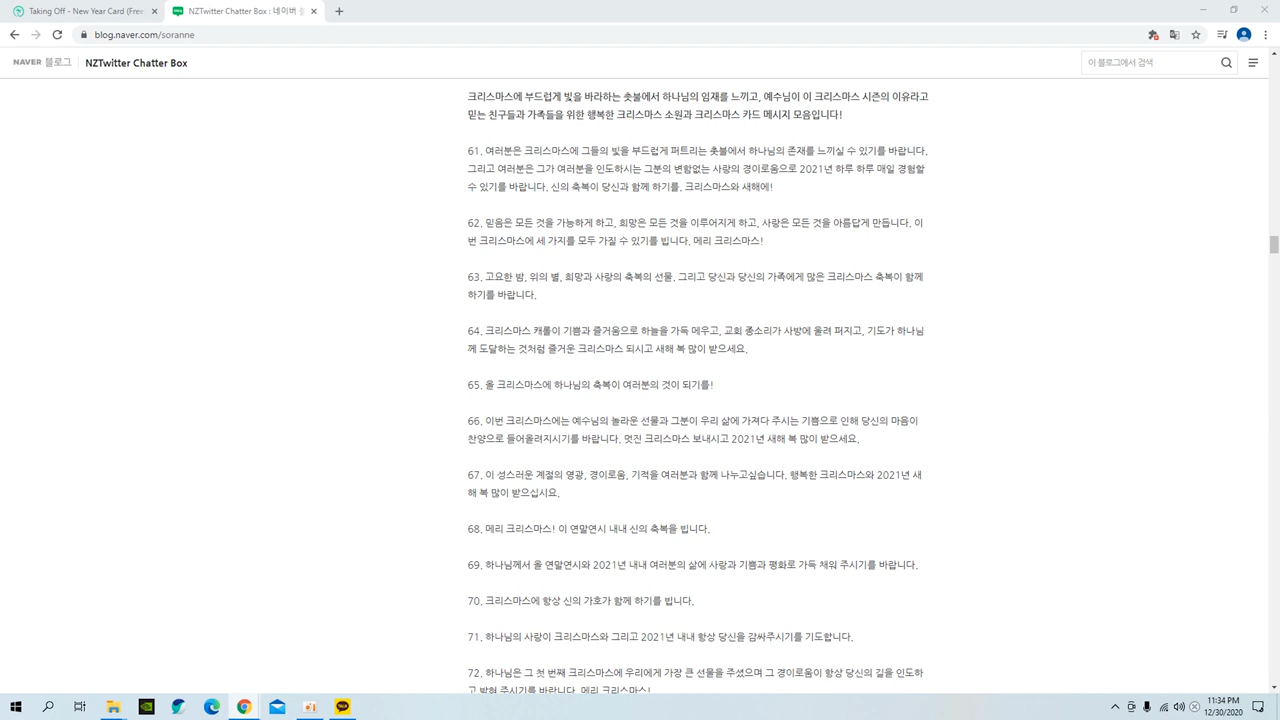 Taking Off - New Year Card (Free
NZTwitter Chatter Box : 네이버 블
blog.naver.com/soranne
NAVER 블로그 NZTwitter Chatter Box
이 블로그에서 검색
크리스마스에 부드럽게 빛을 바라하는 촛불에서 하나님의 임재를 느끼고, 예수님이 이 크리스마스 시즌의 이유라고
믿는 친구들과 가족들을 위한 행복한 크리스마스 소원과 크리스마스 카드 메시지 모음입니다!
61. 여러분은 크리스마스에 그들의 빛을 부드럽게 퍼트리는 촛불에서 하나님의 존재를 느끼실 수 있기를 바랍니다.
그리고 여러분은 그가 여러분을 인도하시는 그분의 변함없는 사랑의 경이로움으로 2021년 하루 하루 매일 경험할
수 있기를 바랍니다. 신의 축복이 당신과 함께 하기를, 크리스마스와 새해에!
62. 믿음은 모든 것을 가능하게 하고, 희망은 모든 것을 이루어지게 하고, 사랑은 모든 것을 아름답게 만듭니다. 이
번 크리스마스에 세 가지를 모두 가질 수 있기를 빕니다. 메리 크리스마스!
63. 고요한 밤, 위의 별, 희망과 사랑의 축복의 선물, 그리고 당신과 당신의 가족에게 많은 크리스마스 축복이 함께
하기를 바랍니다.
64. 크리스마스 캐롤이 기쁨과 즐거움으로 하늘을 가득 메우고, 교회 종소리가 사방에 울려 퍼지고, 기도가 하나님
께 도달하는 것처럼 즐거운 크리스마스 되시고 새해 복 많이 받으세요.
65. 올 크리스마스에 하나님의 축복이 여러분의 것이 되기를!
66. 이번 크리스마스에는 예수님의 놀라운 선물과 그분이 우리 삶에 가져다 주시는 기쁨으로 인해 당신의 마음이
찬양으로 들어올려지시기를 바랍니다. 멋진 크리스마스 보내시고 2021년 새해 복 많이 받으세요.
67. 이 성스러운 계절의 영광, 경이로움, 기적을 여러분과 함께 나누고싶습니다. 행복한 크리스마스와 2021년 새
해 복 많이 받으십시요.
68. 메리 크리스마스! 이 연말연시 내내 신의 축복을 빕니다.
69. 하나님께서 올 연말연시와 2021년 내내 여러분의 삶에 사랑과 기쁨과 평화로 가득 채워 주시기를 바랍니다.
70. 크리스마스에 항상 신의 가호가 함께 하기를 빕니다.
71. 하나님의 사랑이 크리스마스와 그리고 2021년 내내 항상 당신을 감싸주시기를 기도합니다.
72. 하나님은 그 첫 번째 크리스마스에 우리에게 가장 큰 선물을 주셨으며 그 경이로움이 항상 당신의 길을 인도하
고 밝혀 주시기를 바랍니다. 메리 크리스마스!
11:34 PM
12/30/2020